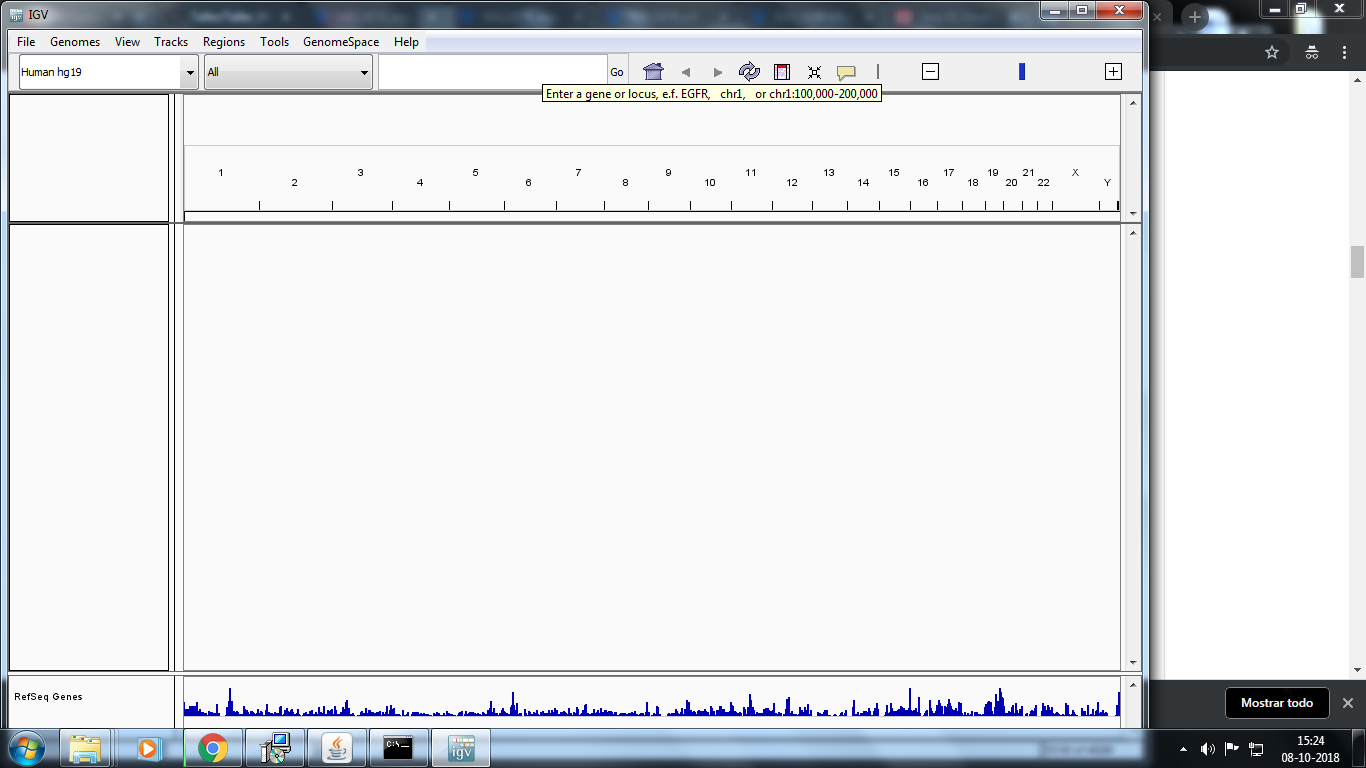 IGV
File Genomes View Tracks Regions Tools GenomeSpace Help
Human hg19 All Go
Enter a gene or locus, e.f. EGFR, chr1, or chr1:100,000-200,000
1 3 5 7 9 11 13 15 17 19 21 X
2 4 6 8 10 12 14 16 18 20 22 Y
RefSeq Genes
Mostrar todo
C:\
igv
15:24
08-10-2018